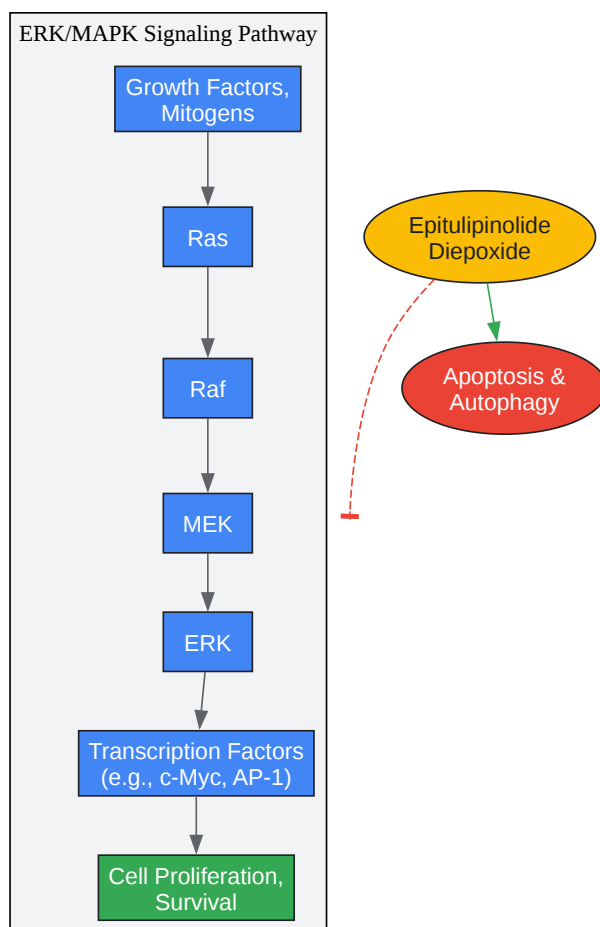 ERK/MAPK Signaling Pathway
Growth Factors,
Mitogens
Ras
Raf
MEK
ERK
Transcription Factors
(e.g., c-Myc, AP-1)
Cell Proliferation,
Survival
Epitulipinolide
Diepoxide
Apoptosis &
Autophagy